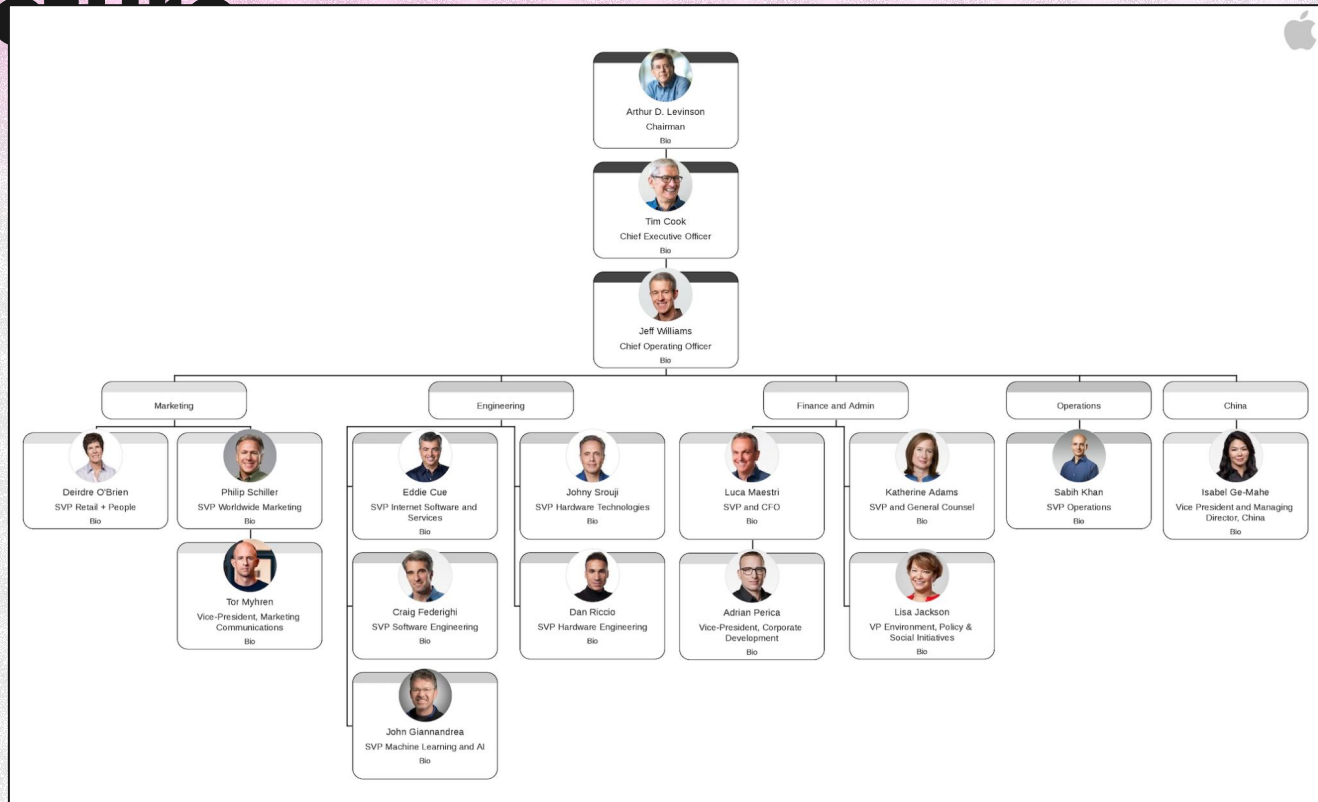 Arthur D. Levinson
Chairman
Bio
Tim Cook
Chief Executive Officer
Bio
Jeff Williams
Chief Operating Officer
Bio
Marketing
Engineering
Finance and Admin
Operations
China
Deirdre O'Brien
SVP Retail + People
Bio
Philip Schiller
SVP Worldwide Marketing
Bio
Eddie Cue
SVP Internet Software and
Services
Bio
Johny Srouji
SVP Hardware Technologies
Bio
Luca Maestri
SVP and CFO
Bio
Katherine Adams
SVP and General Counsel
Bio
Sabih Khan
SVP Operations
Bio
Isabel Ge-Mahe
Vice President and Managing
Director, China
Bio
Tor Myhren
Vice-President, Marketing
Communications
Bio
Craig Federighi
SVP Software Engineering
Bio
Dan Riccio
SVP Hardware Engineering
Bio
Adrian Perica
Vice-President, Corporate
Development
Bio
Lisa Jackson
VP Environment, Policy &
Social Initiatives
Bio
John Giannandrea
SVP Machine Learning and AI
Bio